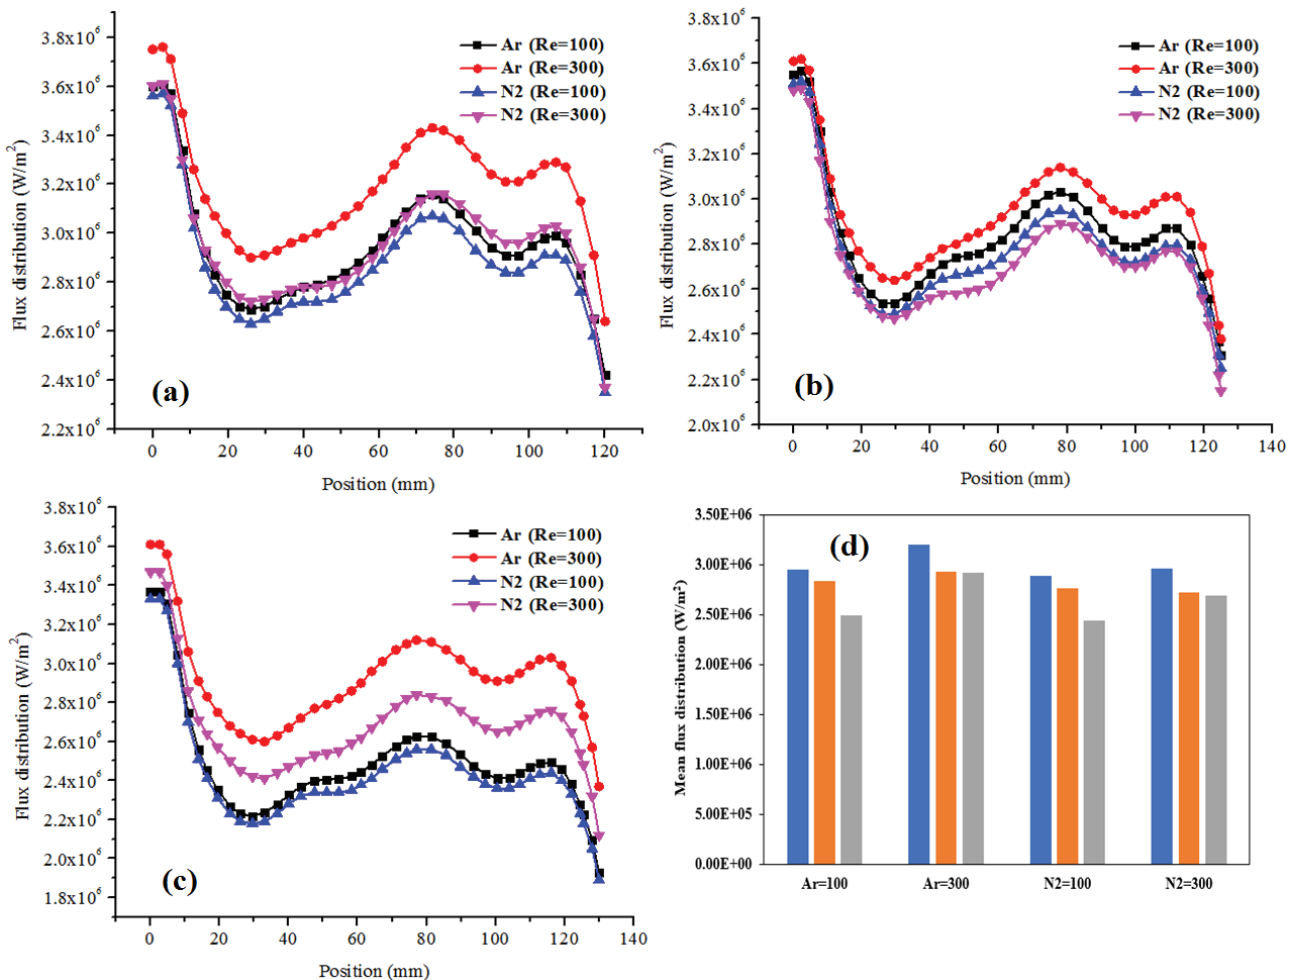 3.8x10⁶
3.6x10⁶
3.4x10⁶
3.2x10⁶
3.0x10⁶
2.8x10⁶
2.6x10⁶
2.4x10⁶
2.2x10⁶
Flux distribution (W/m²)
Ar (Re=100)
Ar (Re=300)
N2 (Re=100)
N2 (Re=300)
(a)
0 20 40 60 80 100 120
Position (mm)
3.8x10⁶
3.6x10⁶
3.4x10⁶
3.2x10⁶
3.0x10⁶
2.8x10⁶
2.6x10⁶
2.4x10⁶
2.2x10⁶
2.0x10⁶
Flux distribution (W/m²)
Ar (Re=100)
Ar (Re=300)
N2 (Re=100)
N2 (Re=300)
(b)
0 20 40 60 80 100 120 140
Position (mm)
3.8x10⁶
3.6x10⁶
3.4x10⁶
3.2x10⁶
3.0x10⁶
2.8x10⁶
2.6x10⁶
2.4x10⁶
2.2x10⁶
2.0x10⁶
1.8x10⁶
Flux distribution (W/m²)
Ar (Re=100)
Ar (Re=300)
N2 (Re=100)
N2 (Re=300)
(c)
0 20 40 60 80 100 120 140
Position (mm)
3.50E+06
3.00E+06
2.50E+06
2.00E+06
1.50E+06
1.00E+06
5.00E+05
0.00E+00
Mean flux distribution (W/m²)
(d)
Ar=100 Ar=300 N2=100 N2=300